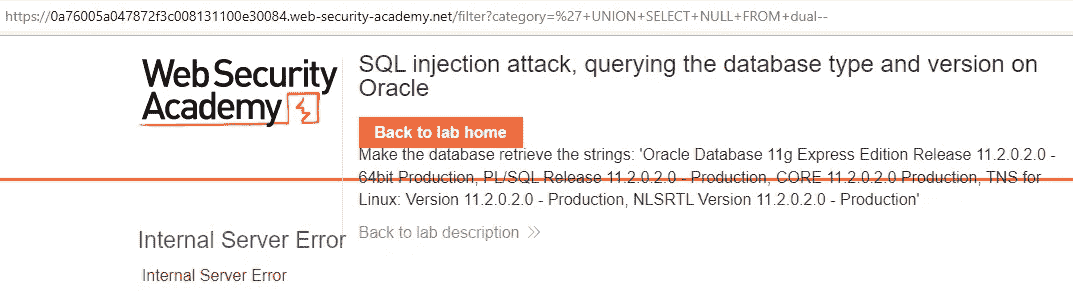 https://0a76005a047872f3c008131100e30084.web-security-academy.net/filter?category=%27+UNION+SELECT+NULL+FROM+dual--
WebSecurity
Academy
SQL injection attack, querying the database type and version on
Oracle
Back to lab home
Make the database retrieve the strings: 'Oracle Database 11g Express Edition Release 11.2.0.2.0 -
64bit Production, PL/SQL Release 11.2.0.2.0 - Production, CORE 11.2.0.2.0 Production, TNS for
Linux: Version 11.2.0.2.0 - Production, NLSRTL Version 11.2.0.2.0 - Production'
Back to lab description
Internal Server Error
Internal Server Error